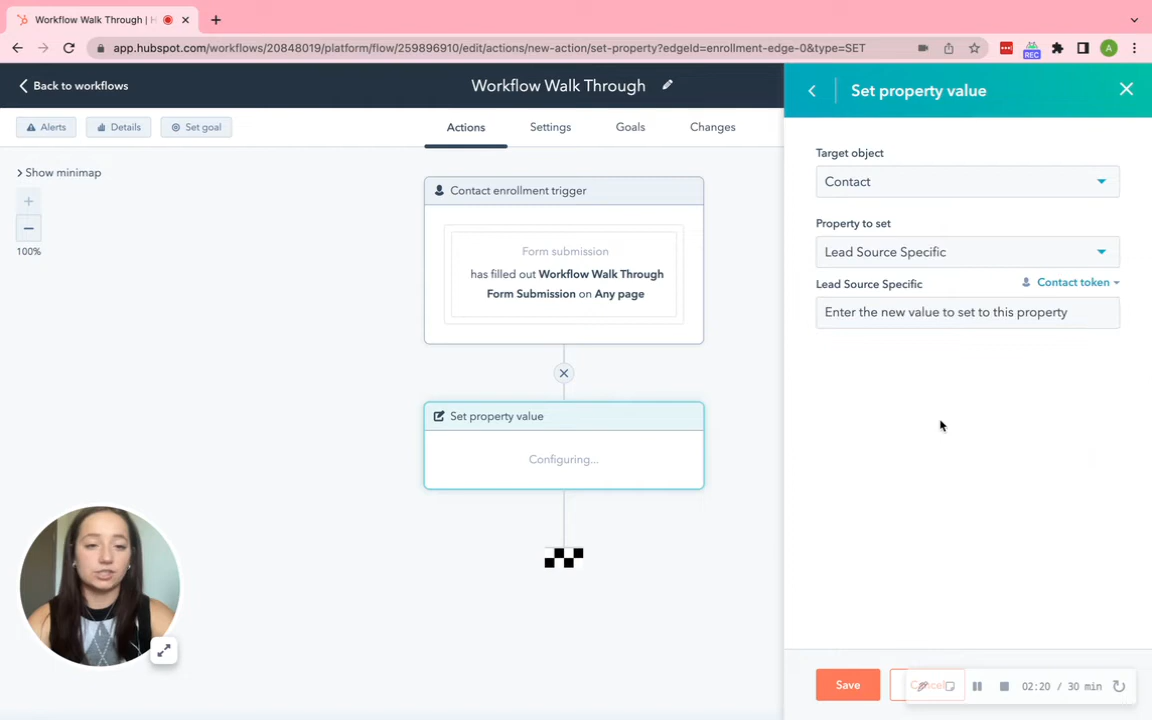 Workflow Walk Through | H
app.hubspot.com/workflows/20848019/platform/flow/259896910/edit/actions/new-action/set-property?edgeId=enrollment-edge-0&type=SET
REC
A
Back to workflows
Workflow Walk Through
Set property value
Alerts
Details
Set goal
Actions
Settings
Goals
Changes
Show minimap
100%
Contact enrollment trigger
Form submission
has filled out Workflow Walk Through
Form Submission on Any page
Set property value
Configuring...
Target object
Contact
Property to set
Lead Source Specific
Lead Source Specific
Contact token
Enter the new value to set to this property
Save
Cancel
02:20 / 30 min